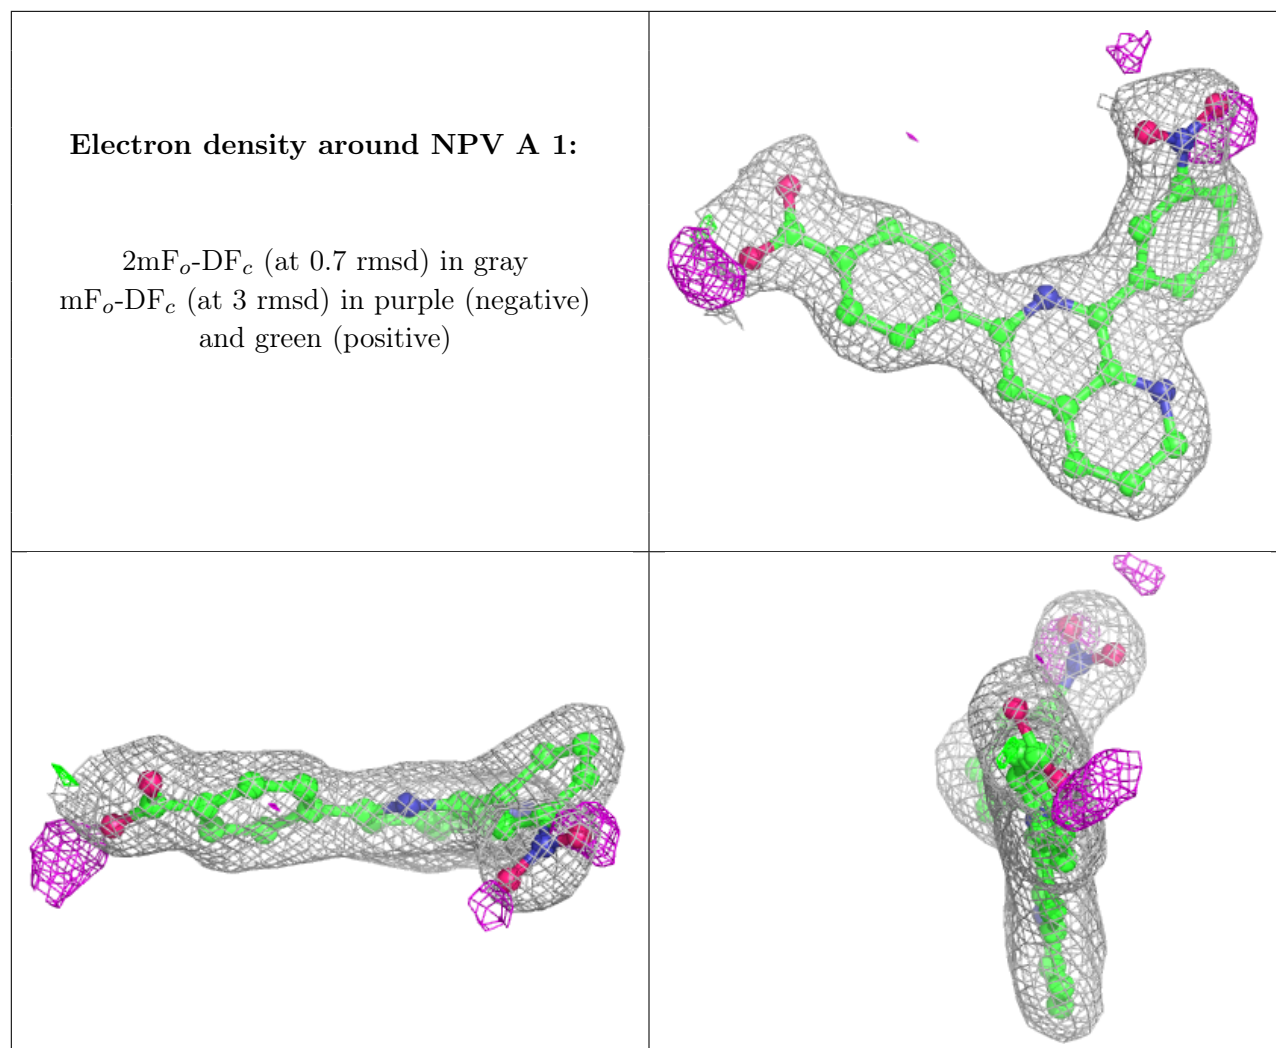 Electron density around NPV A 1:
2mFo-DFc (at 0.7 rmsd) in gray
mFo-DFc (at 3 rmsd) in purple (negative)
and green (positive)